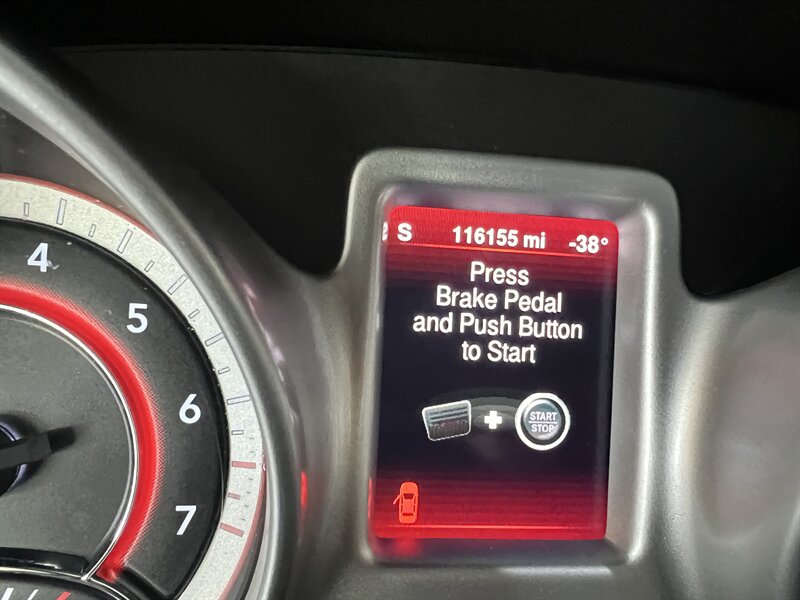 S 116155 mi -38°
Press
Brake Pedal
and Push Button
to Start
START
STOP
4
5
6
7